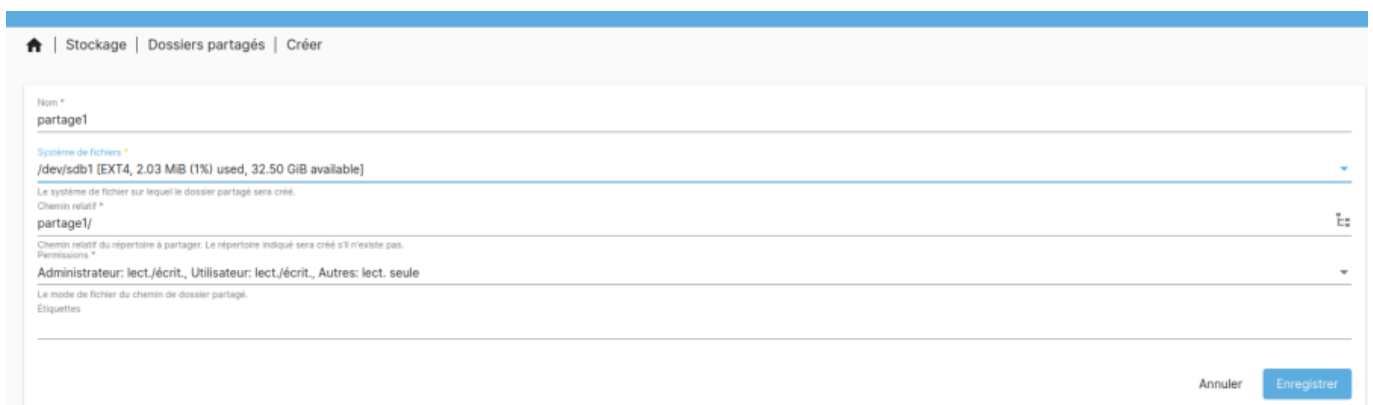 Stockage | Dossiers partagés | Créer
Nom *
partage1
Système de fichiers *
/dev/sdb1 [EXT4, 2.03 MiB (1%) used, 32.50 GiB available]
Le système de fichier sur lequel le dossier partagé sera créé.
Chemin relatif *
partage1/
Chemin relatif du répertoire à partager. Le répertoire indiqué sera créé s'il n'existe pas.
Permissions *
Administrateur: lect./écrit., Utilisateur: lect./écrit., Autres: lect. seule
Le mode de fichier du chemin de dossier partagé.
Étiquettes
Annuler Enregistrer